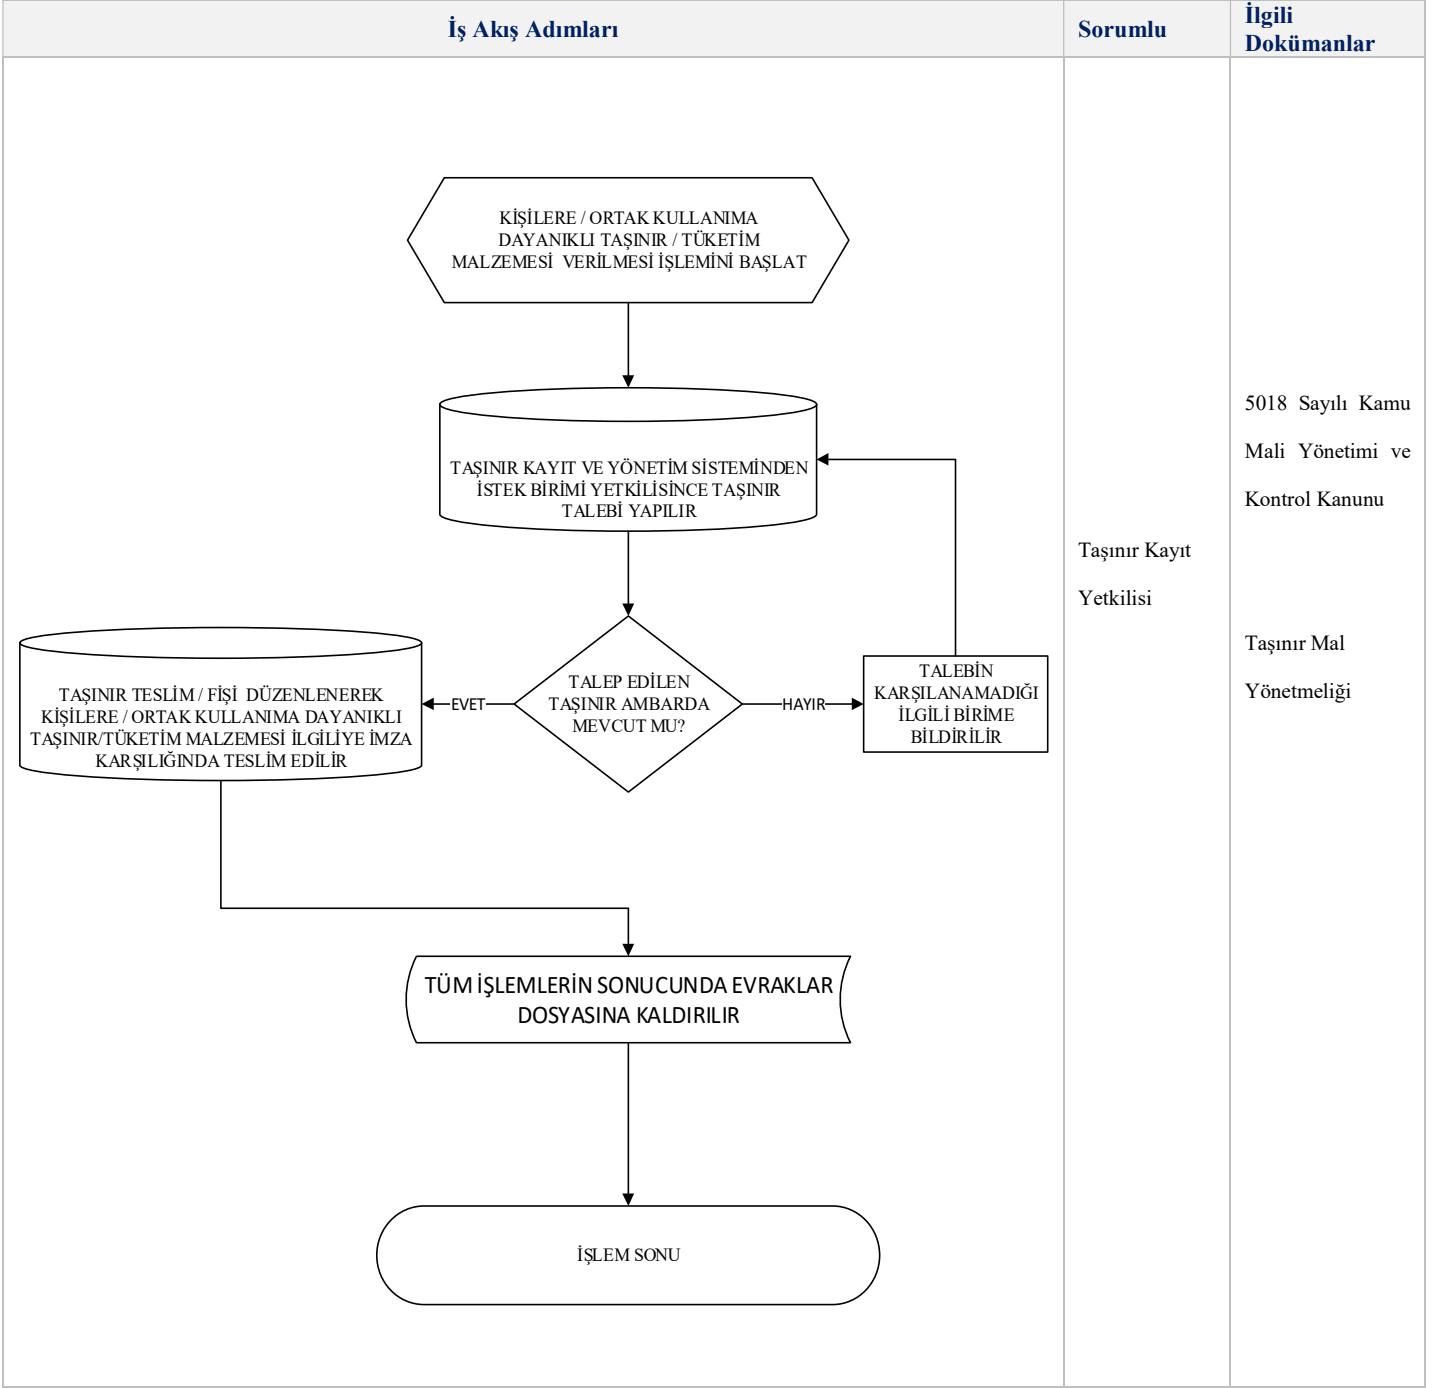 İş Akış Adımları
Sorumlu
İlgili
Dokümanlar
KİŞİLERE / ORTAK KULLANIMA
DAYANIKLI TAŞINIR / TÜKETİM
MALZEMESİ VERİLMESİ İŞLEMİNİ BAŞLAT
TAŞINIR KAYIT VE YÖNETİM SİSTEMİNDEN
İSTEK BİRİMİ YETKİLİSİNCE TAŞINIR
TALEBİ YAPILIR
TALEP EDİLEN
TAŞINIR AMBARDA
MEVCUT MU?
EVET
HAYIR
TAŞINIR TESLİM / FİŞİ DÜZENLENEREK
KİŞİLERE / ORTAK KULLANIMA DAYANIKLI
TAŞINIR/TÜKETİM MALZEMESİ İLGİLİYE İMZA
KARŞILIĞINDA TESLİM EDİLİR
TALEBİN
KARŞILANAMADIĞI
İLGİLİ BİRİME
BİLDİRİLİR
TÜM İŞLEMLERİN SONUCUNDA EVRAKLAR
DOSYASINA KALDIRILIR
İŞLEM SONU
Taşınır Kayıt
Yetkilisi
5018 Sayılı Kamu
Mali Yönetimi ve
Kontrol Kanunu
Taşınır Mal
Yönetmeliği